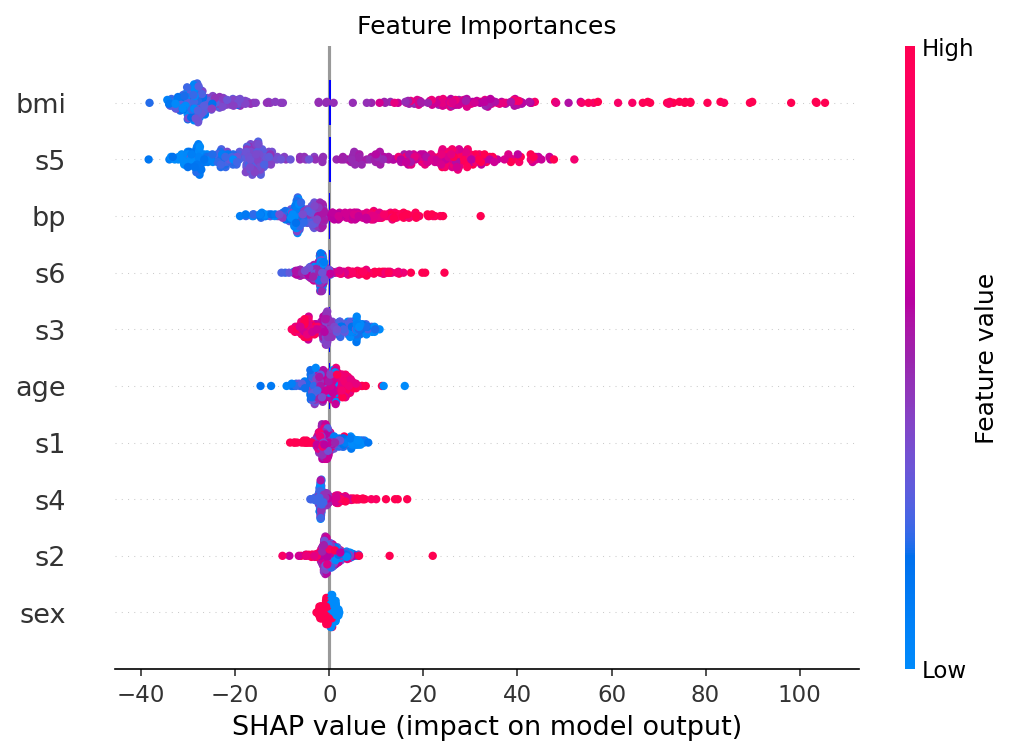 Feature Importances
High
bmi
s5
bp
s6
s3
age
s1
s4
s2
sex
Feature value
Low
−40 −20 0 20 40 60 80 100
SHAP value (impact on model output)